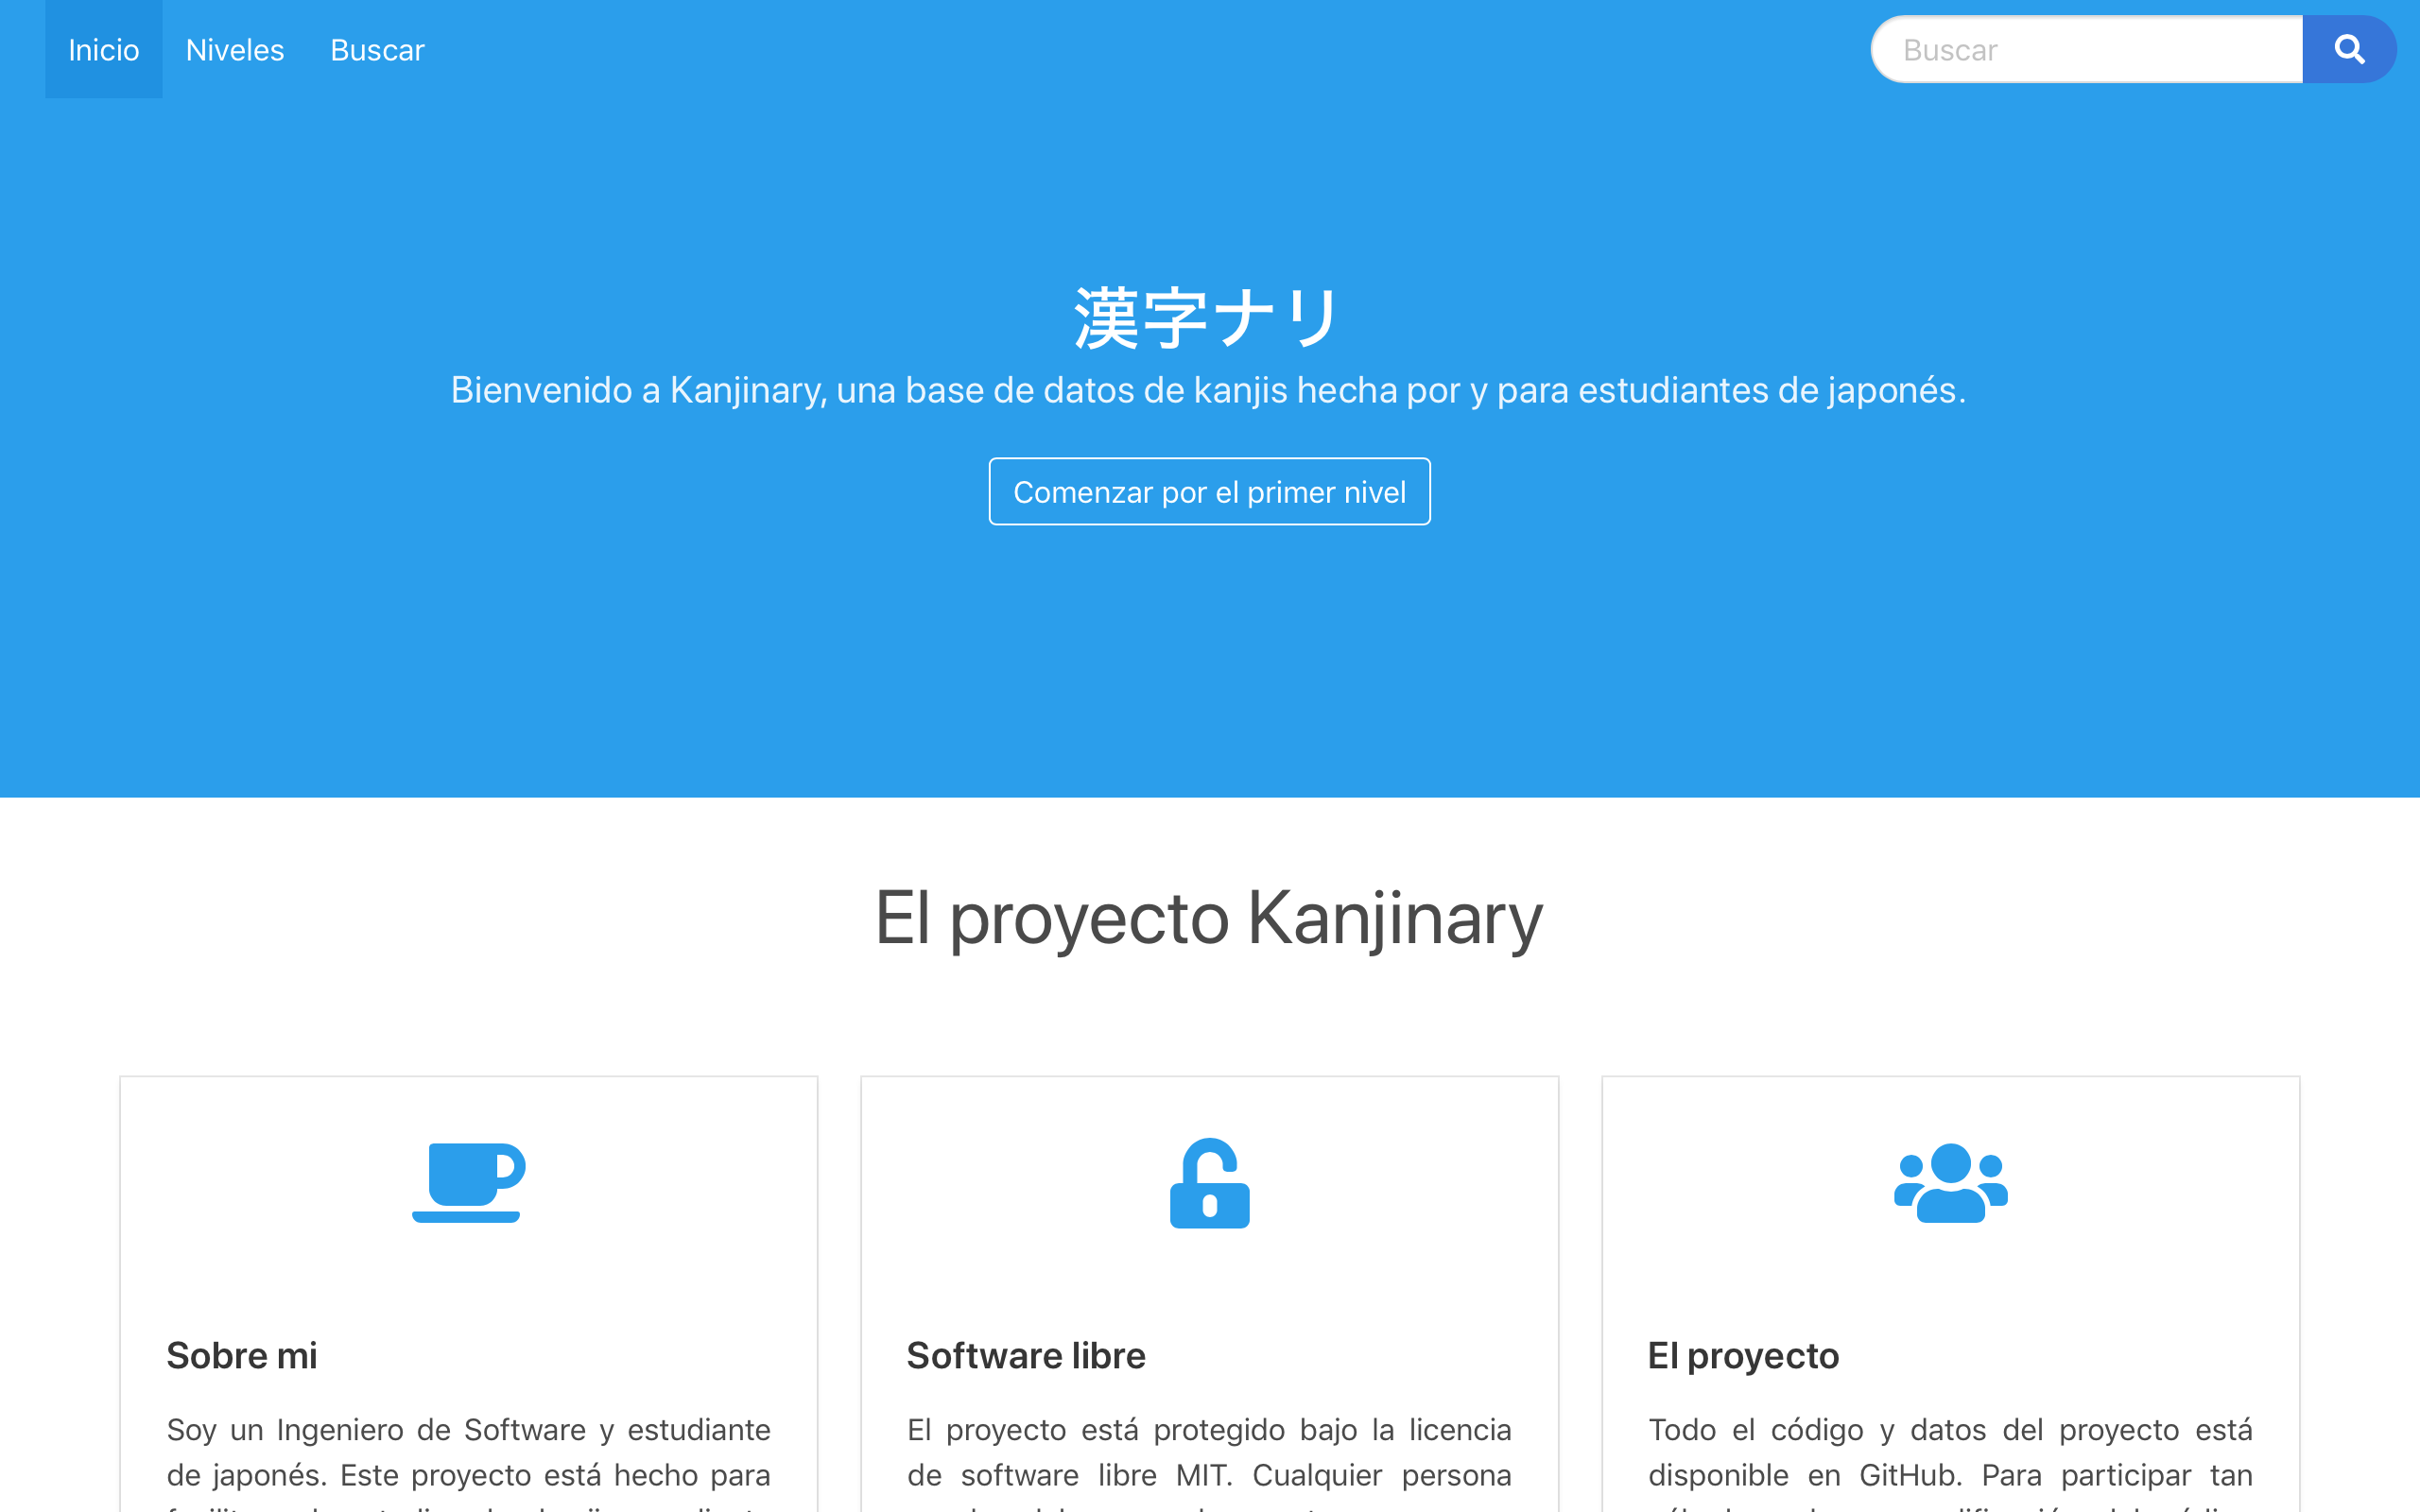 Inicio Niveles Buscar Buscar
漢字ナリ
Bienvenido a Kanjinary, una base de datos de kanjis hecha por y para estudiantes de japonés.
Comenzar por el primer nivel
El proyecto Kanjinary
Sobre mi
Soy un Ingeniero de Software y estudiante
de japonés. Este proyecto está hecho para
Software libre
El proyecto está protegido bajo la licencia
de software libre MIT. Cualquier persona
El proyecto
Todo el código y datos del proyecto está
disponible en GitHub. Para participar tan